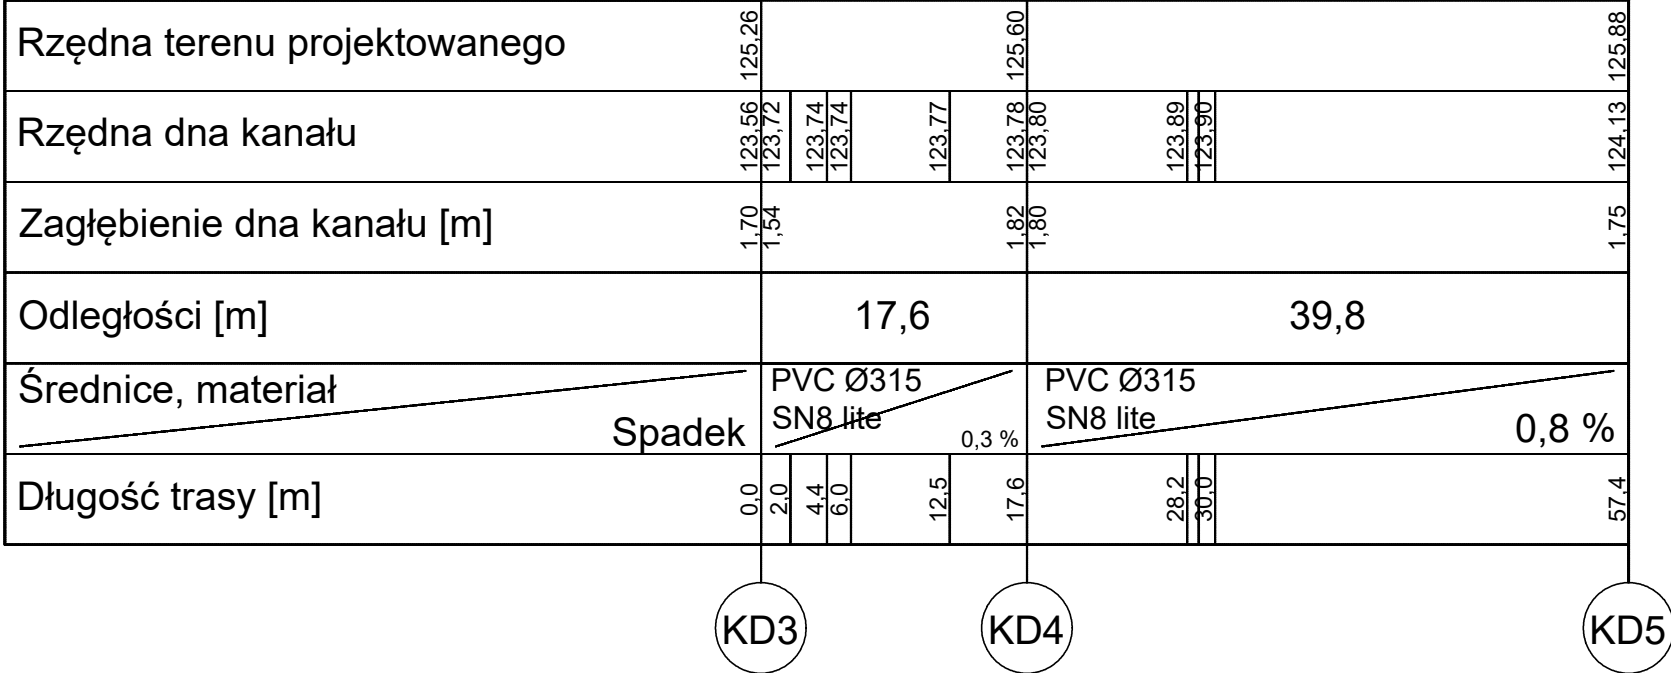 Rzędna terenu projektowanego 125,26 125,60 125,88
Rzędna dna kanału 123,56 123,72 123,74 123,74 123,77 123,78 123,80 123,89 123,90 124,13
Zagłębienie dna kanału [m] 1,70 1,54 1,82 1,80 1,75
Odległości [m] 17,6 39,8
Średnice, materiał PVC Ø315 PVC Ø315
SN8 lite SN8 lite
Spadek 0,3 % 0,8 %
Długość trasy [m] 0,0 2,0 4,4 6,0 12,5 17,6 28,2 30,0 57,4
KD3 KD4 KD5